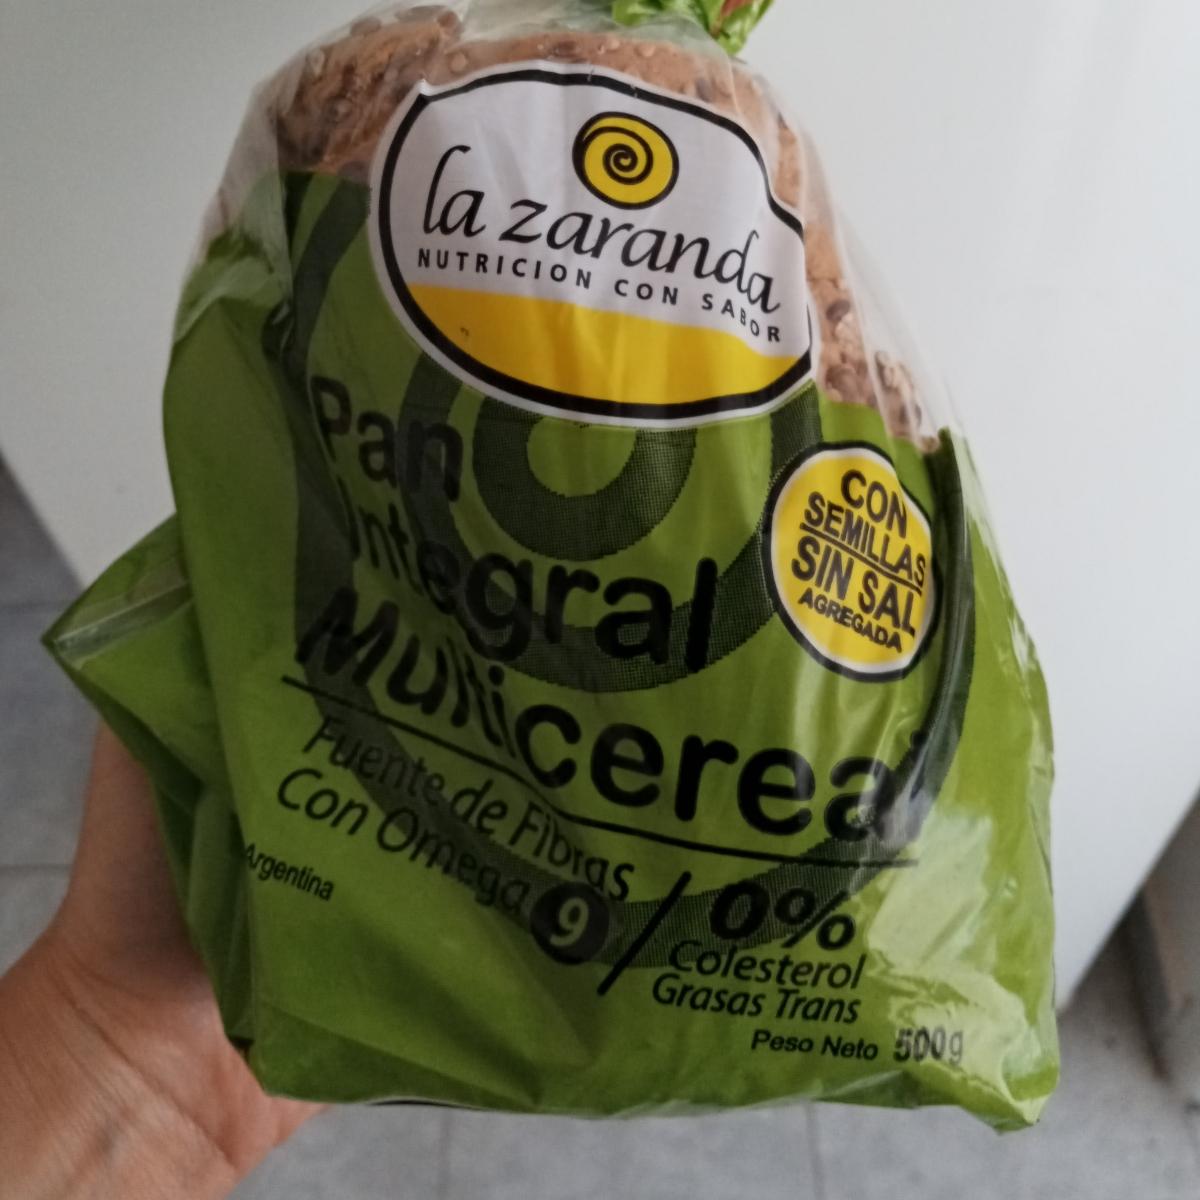 la zaranda
NUTRICION CON SABOR
Pan
Integral
Multicereal
CON
SEMILLAS
SIN SAL
AGREGADA
Fuente de Fibras
Con Omega 9
0%
Colesterol
Grasas Trans
Argentina
Peso Neto 500g